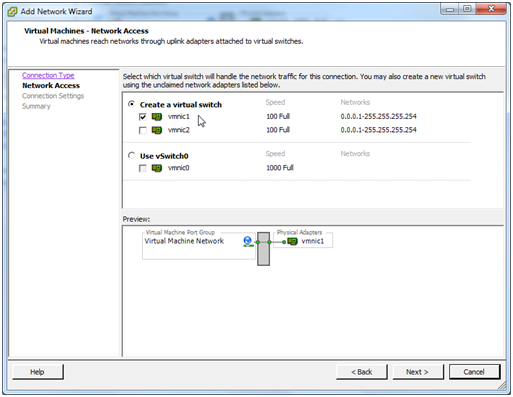 Add Network Wizard
Virtual Machines - Network Access
Virtual machines reach networks through uplink adapters attached to virtual switches.
Connection Type
Network Access
Connection Settings
Summary
Select which virtual switch will handle the network traffic for this connection. You may also create a new virtual switch
using the unclaimed network adapters listed below.
Create a virtual switch Speed Networks
vmnic1 100 Full 0.0.0.1-255.255.255.254
vmnic2 100 Full 0.0.0.1-255.255.255.254
Use vSwitch0 Speed Networks
vmnic0 1000 Full
Preview:
Virtual Machine Port Group Physical Adapters
Virtual Machine Network vmnic1
Help < Back Next > Cancel